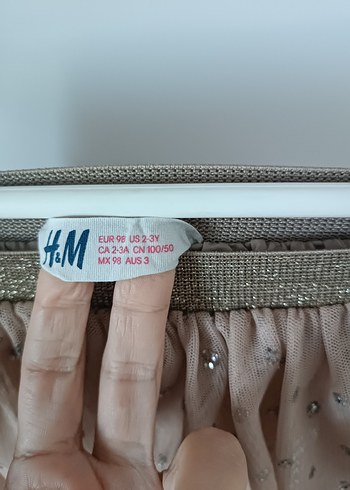 H&M
EUR 98 US 2-3Y
CA 2-3A CN 100/50
MX 98 AUS 3